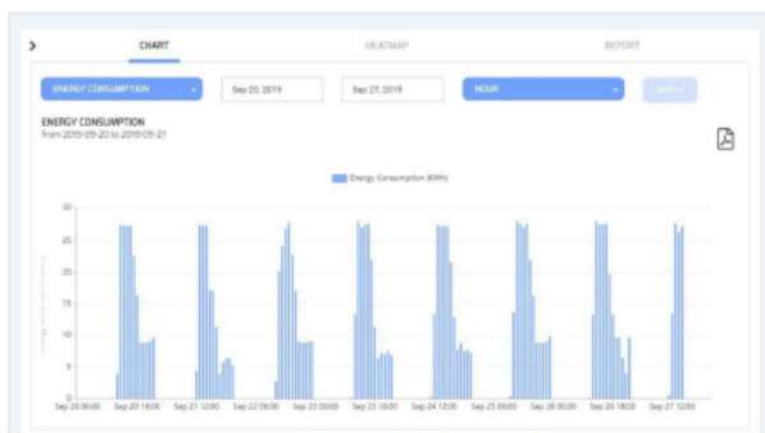 CHART HEATMAP REPORT
ENERGY CONSUMPTION Sep 20, 2019 Sep 27, 2019 HOUR
ENERGY CONSUMPTION
from 2019-09-20 to 2019-09-27
Energy Consumption (KWh)
30
25
20
15
10
5
0
Sep 20 00:00 Sep 20 18:00 Sep 21 12:00 Sep 22 06:00 Sep 23 00:00 Sep 23 18:00 Sep 24 12:00 Sep 25 06:00 Sep 26 00:00 Sep 26 18:00 Sep 27 12:00